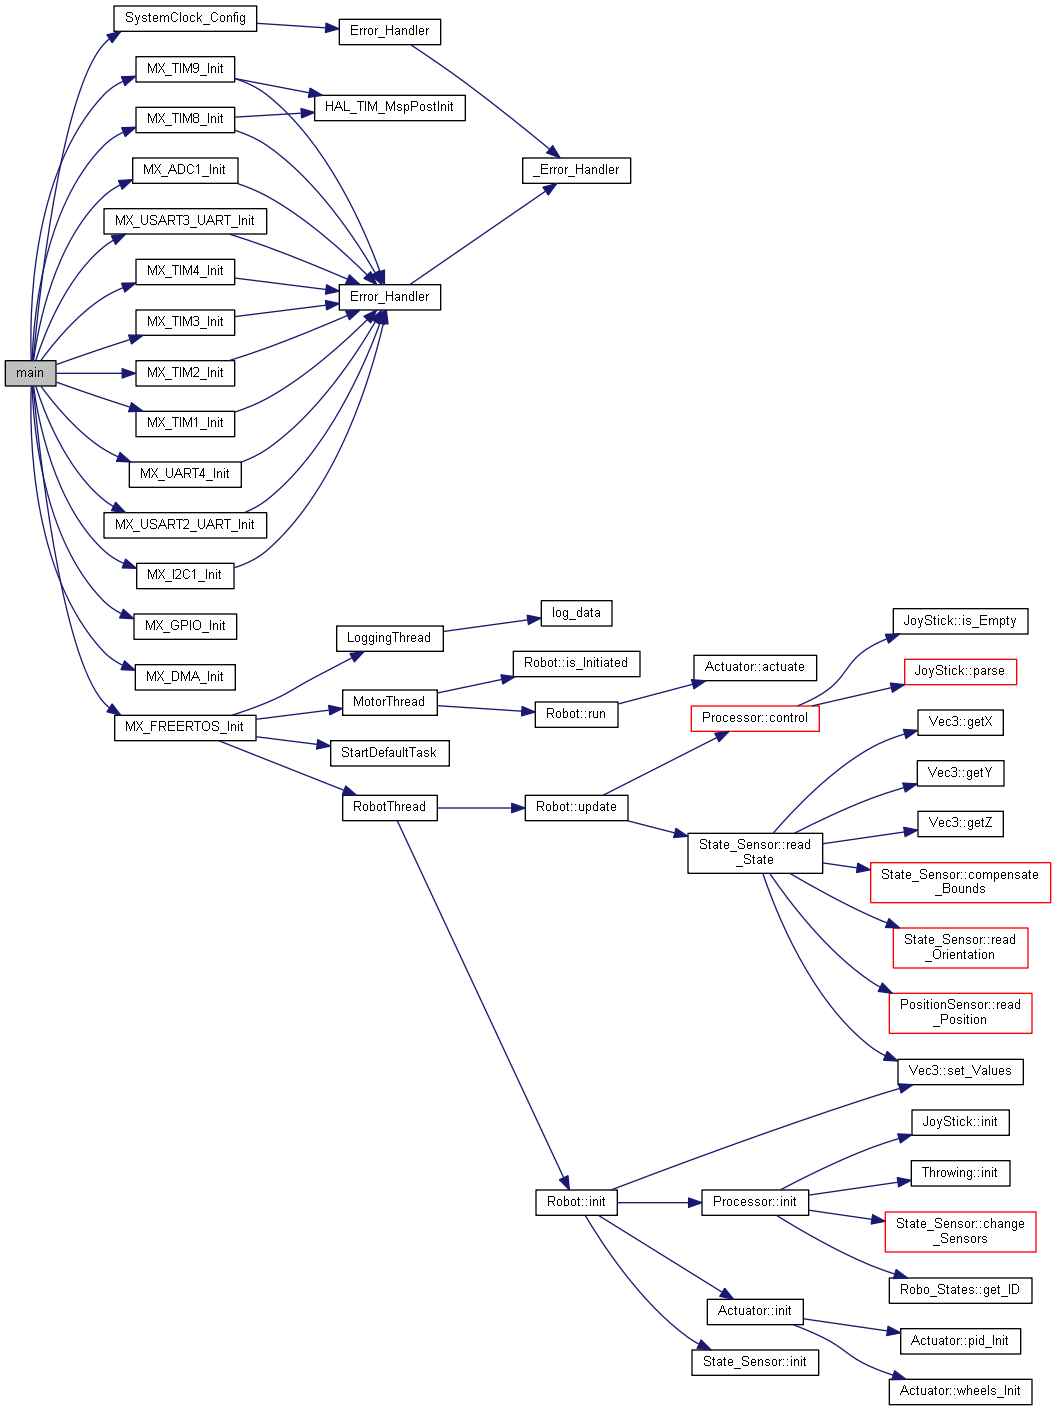 SystemClock_Config
Error_Handler
MX_TIM9_Init
HAL_TIM_MspPostInit
MX_TIM8_Init
MX_ADC1_Init
_Error_Handler
MX_USART3_UART_Init
MX_TIM4_Init
Error_Handler
MX_TIM3_Init
main
MX_TIM2_Init
MX_TIM1_Init
MX_UART4_Init
MX_USART2_UART_Init
MX_I2C1_Init
MX_GPIO_Init
MX_DMA_Init
MX_FREERTOS_Init
LoggingThread
log_data
MotorThread
Robot::is_Initiated
Robot::run
Actuator::actuate
StartDefaultTask
RobotThread
Robot::update
Processor::control
JoyStick::is_Empty
JoyStick::parse
State_Sensor::read
_State
Vec3::getX
Vec3::getY
Vec3::getZ
State_Sensor::compensate
_Bounds
State_Sensor::read
_Orientation
PositionSensor::read
_Position
Vec3::set_Values
Robot::init
Processor::init
JoyStick::init
Throwing::init
State_Sensor::change
_Sensors
Robo_States::get_ID
Actuator::init
Actuator::pid_Init
Actuator::wheels_Init
State_Sensor::init